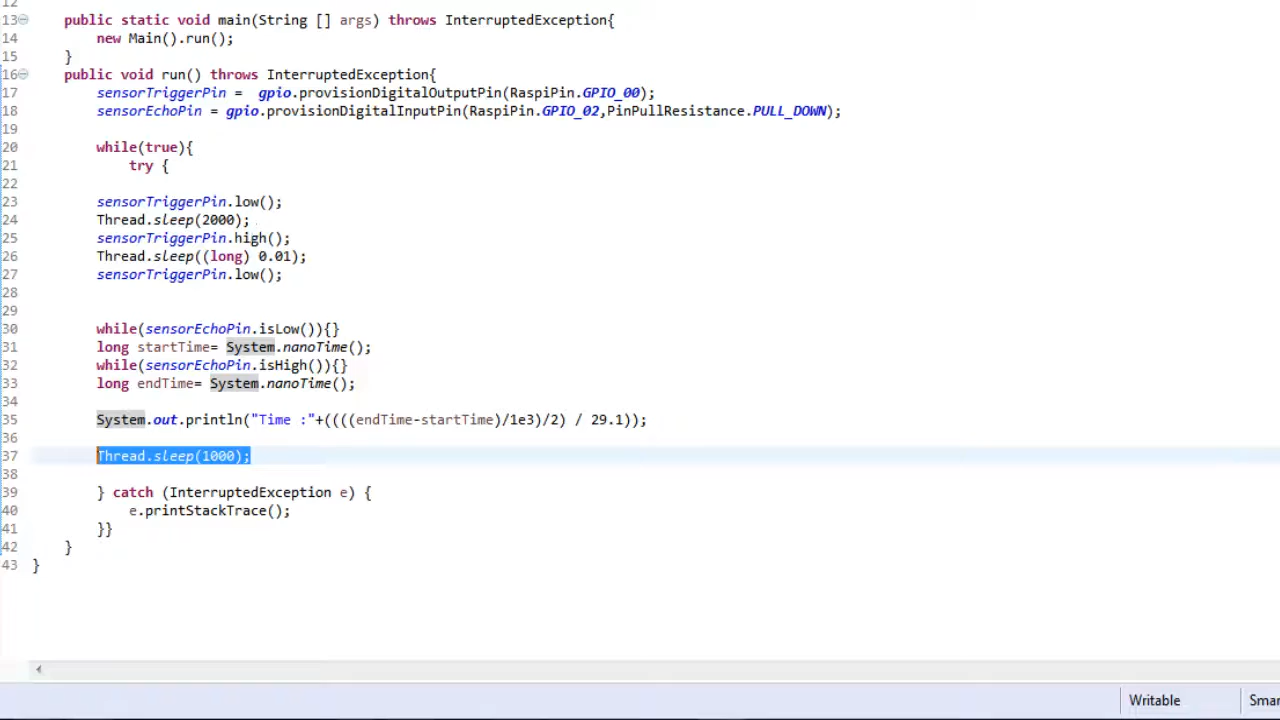 12
13 public static void main(String [] args) throws InterruptedException{
14 new Main().run();
15 }
16 public void run() throws InterruptedException{
17 sensorTriggerPin =  gpio.provisionDigitalOutputPin(RaspiPin.GPIO_00);
18 sensorEchoPin = gpio.provisionDigitalInputPin(RaspiPin.GPIO_02,PinPullResistance.PULL_DOWN);
19
20 while(true){
21 try {
22
23 sensorTriggerPin.low();
24 Thread.sleep(2000);
25 sensorTriggerPin.high();
26 Thread.sleep((long) 0.01);
27 sensorTriggerPin.low();
28
29
30 while(sensorEchoPin.isLow()){}
31 long startTime= System.nanoTime();
32 while(sensorEchoPin.isHigh()){}
33 long endTime= System.nanoTime();
34
35 System.out.println("Time :"+((((endTime-startTime)/1e3)/2) / 29.1));
36
37 Thread.sleep(1000);
38
39 } catch (InterruptedException e) {
40 e.printStackTrace();
41 }}
42 }
43 }
Writable Smar